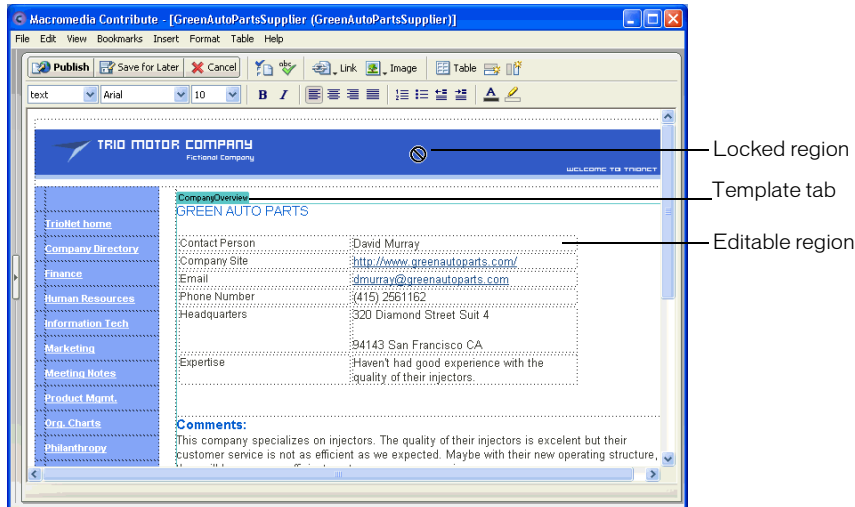 Macromedia Contribute - [GreenAutoPartsSupplier (GreenAutoPartsSupplier)]
File Edit View Bookmarks Insert Format Table Help
Publish Save for Later Cancel abc Link Image Table
text Arial 10 B I A
TRIO MOTOR COMPANY
Fictional Company
WELCOME TO TRIONET
Locked region
CompanyOverview
Template tab
GREEN AUTO PARTS
TrioNet home
Contact Person David Murray
Editable region
Company Directory
Company Site http://www.greenautoparts.com/
Finance
Email dmurray@greenautoparts.com
Human Resources
Phone Number (415) 2561162
Headquarters 320 Diamond Street Suit 4
Information Tech
94143 San Francisco CA
Marketing
Expertise Haven't had good experience with the
quality of their injectors.
Meeting Notes
Product Mgmt.
Org. Charts
Comments:
This company specializes on injectors. The quality of their injectors is excelent but their
Philanthropy
customer service is not as efficient as we expected. Maybe with their new operating structure,